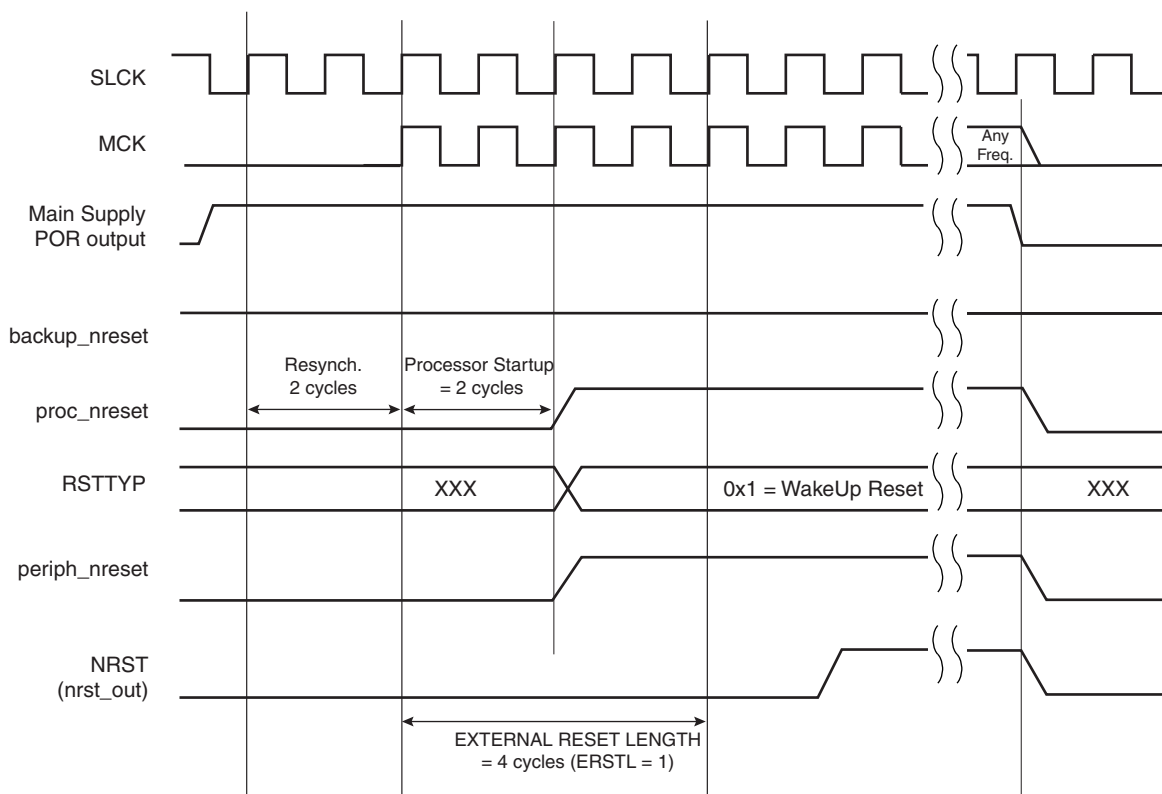 SLCK
MCK
Any
Freq.
Main Supply
POR output
backup_nreset
Resynch.
2 cycles
Processor Startup
= 2 cycles
proc_nreset
RSTTYP
XXX
0x1 = WakeUp Reset
XXX
periph_nreset
NRST
(nrst_out)
EXTERNAL RESET LENGTH
= 4 cycles (ERSTL = 1)